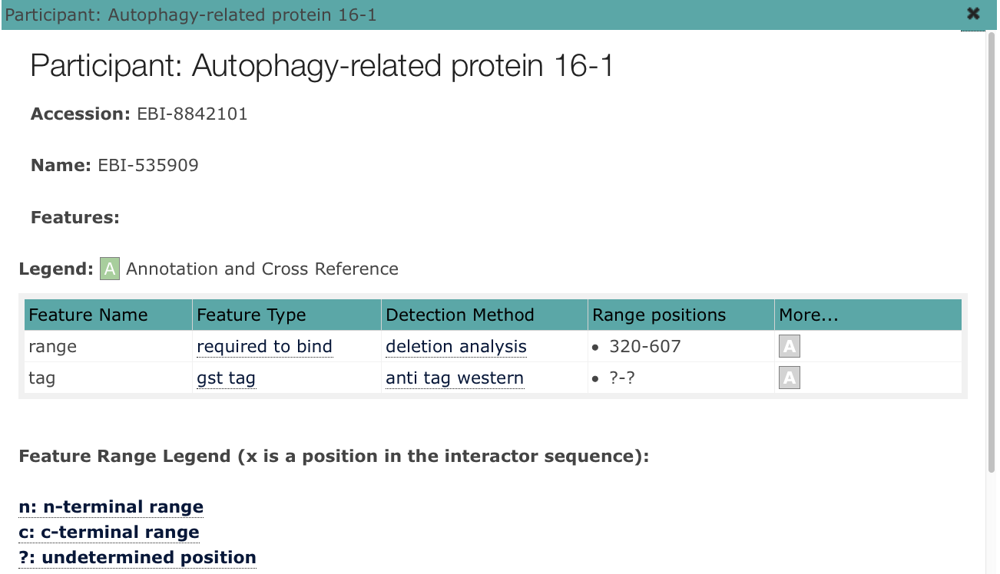 Participant: Autophagy-related protein 16-1 ✖
Participant: Autophagy-related protein 16-1
Accession: EBI-8842101
Name: EBI-535909
Features:
Legend: A Annotation and Cross Reference
Feature Name Feature Type Detection Method Range positions More...
range required to bind deletion analysis • 320-607 A
tag gst tag anti tag western • ?-? A
Feature Range Legend (x is a position in the interactor sequence):
n: n-terminal range
c: c-terminal range
?: undetermined position